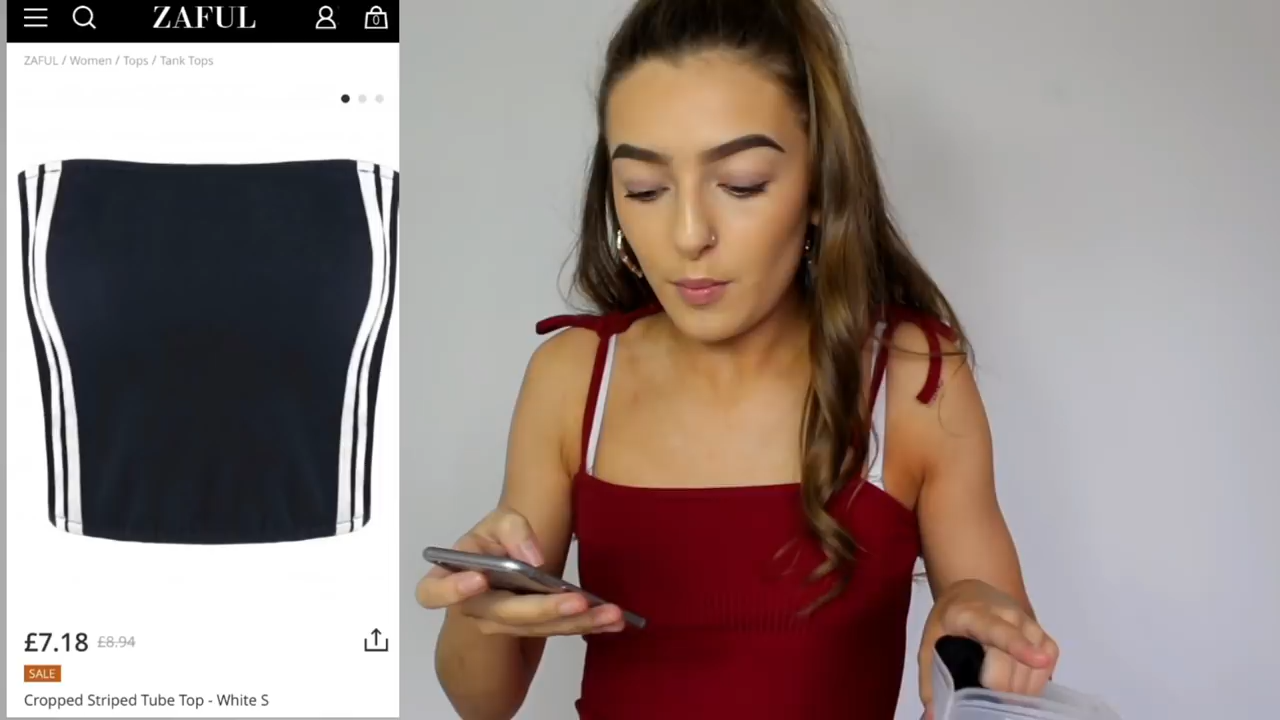 ZAFUL
0
ZAFUL / Women / Tops / Tank Tops
£7.18 £8.94
SALE
Cropped Striped Tube Top - White S